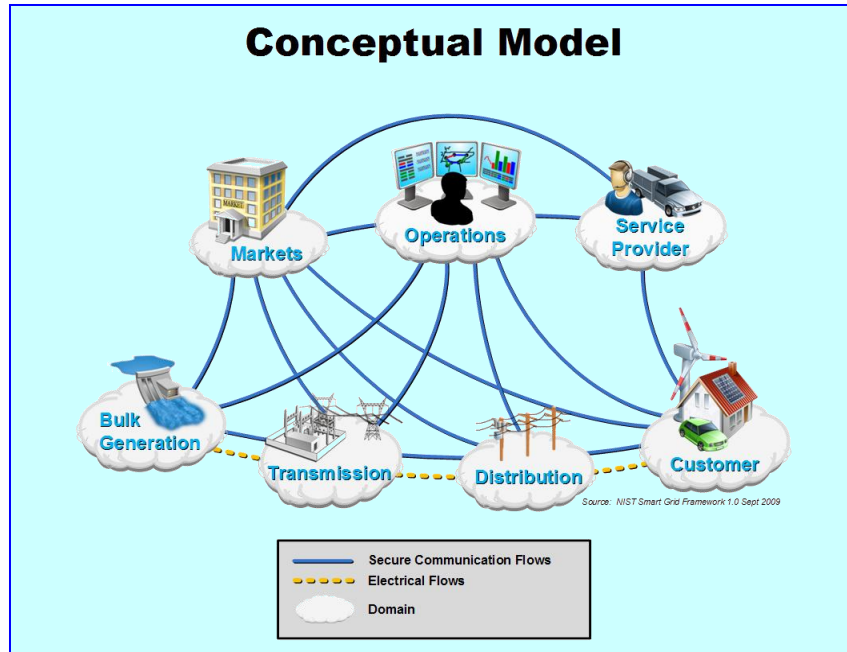 Conceptual Model
MARKET
Markets
Operations
Service
Provider
Bulk
Generation
Transmission
Distribution
Customer
Source: NIST Smart Grid Framework 1.0 Sept 2009
Secure Communication Flows
Electrical Flows
Domain